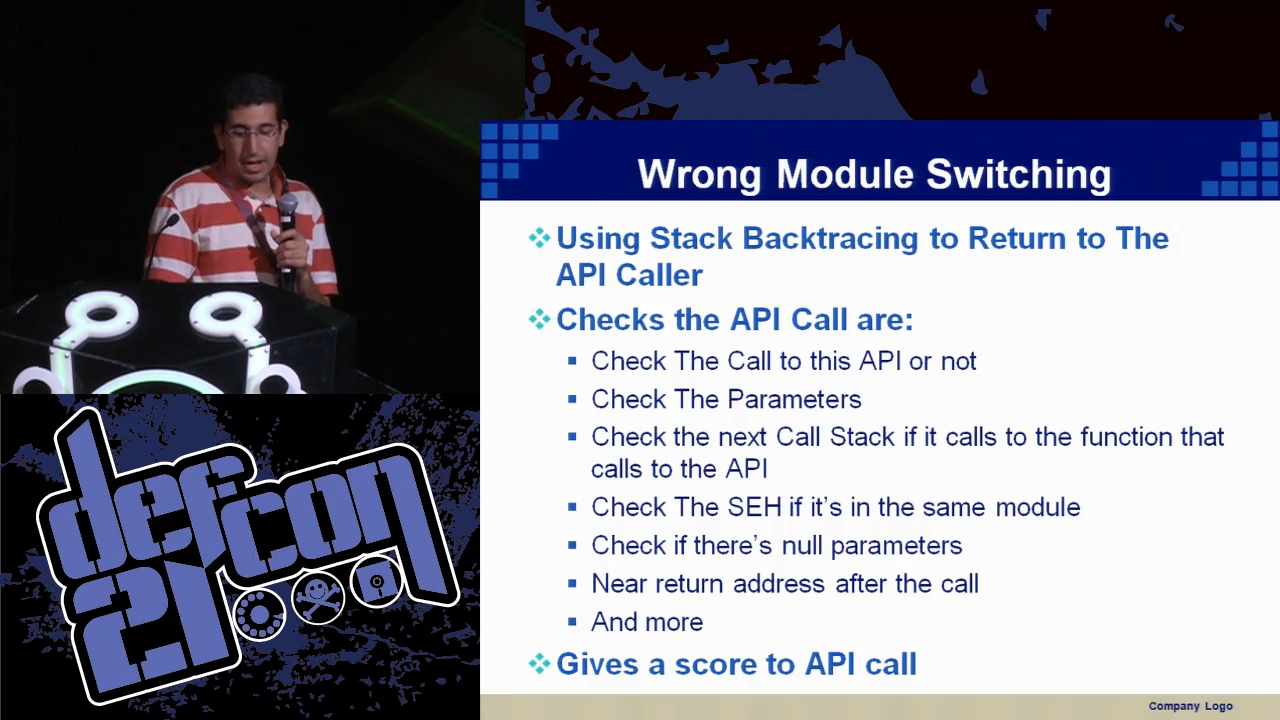 Wrong Module Switching
Using Stack Backtracing to Return to The
API Caller
Checks the API Call are:
Check The Call to this API or not
Check The Parameters
Check the next Call Stack if it calls to the function that
calls to the API
Check The SEH if it's in the same module
Check if there's null parameters
Near return address after the call
And more
Gives a score to API call
Company Logo
defcon
21